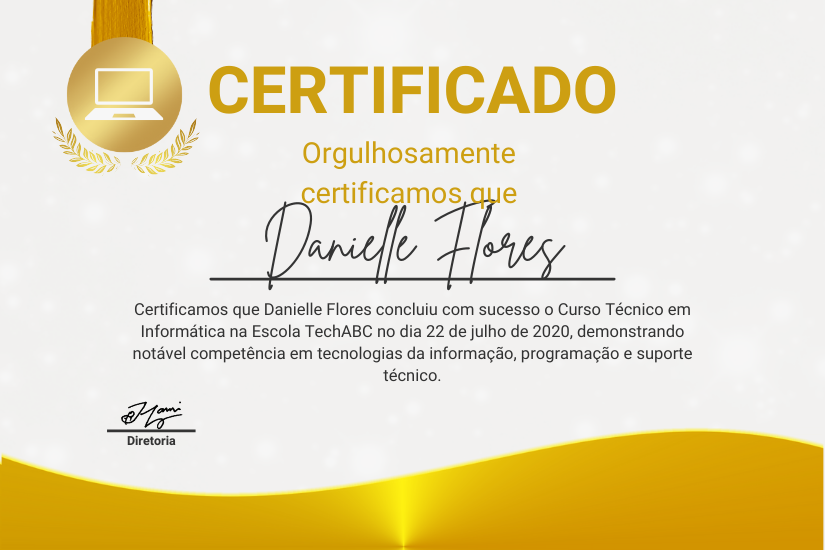 CERTIFICADO
Orgulhosamente
certificamos que
Danielle Flores
Certificamos que Danielle Flores concluiu com sucesso o Curso Técnico em
Informática na Escola TechABC no dia 22 de julho de 2020, demonstrando
notável competência em tecnologias da informação, programação e suporte
técnico.
Diretoria